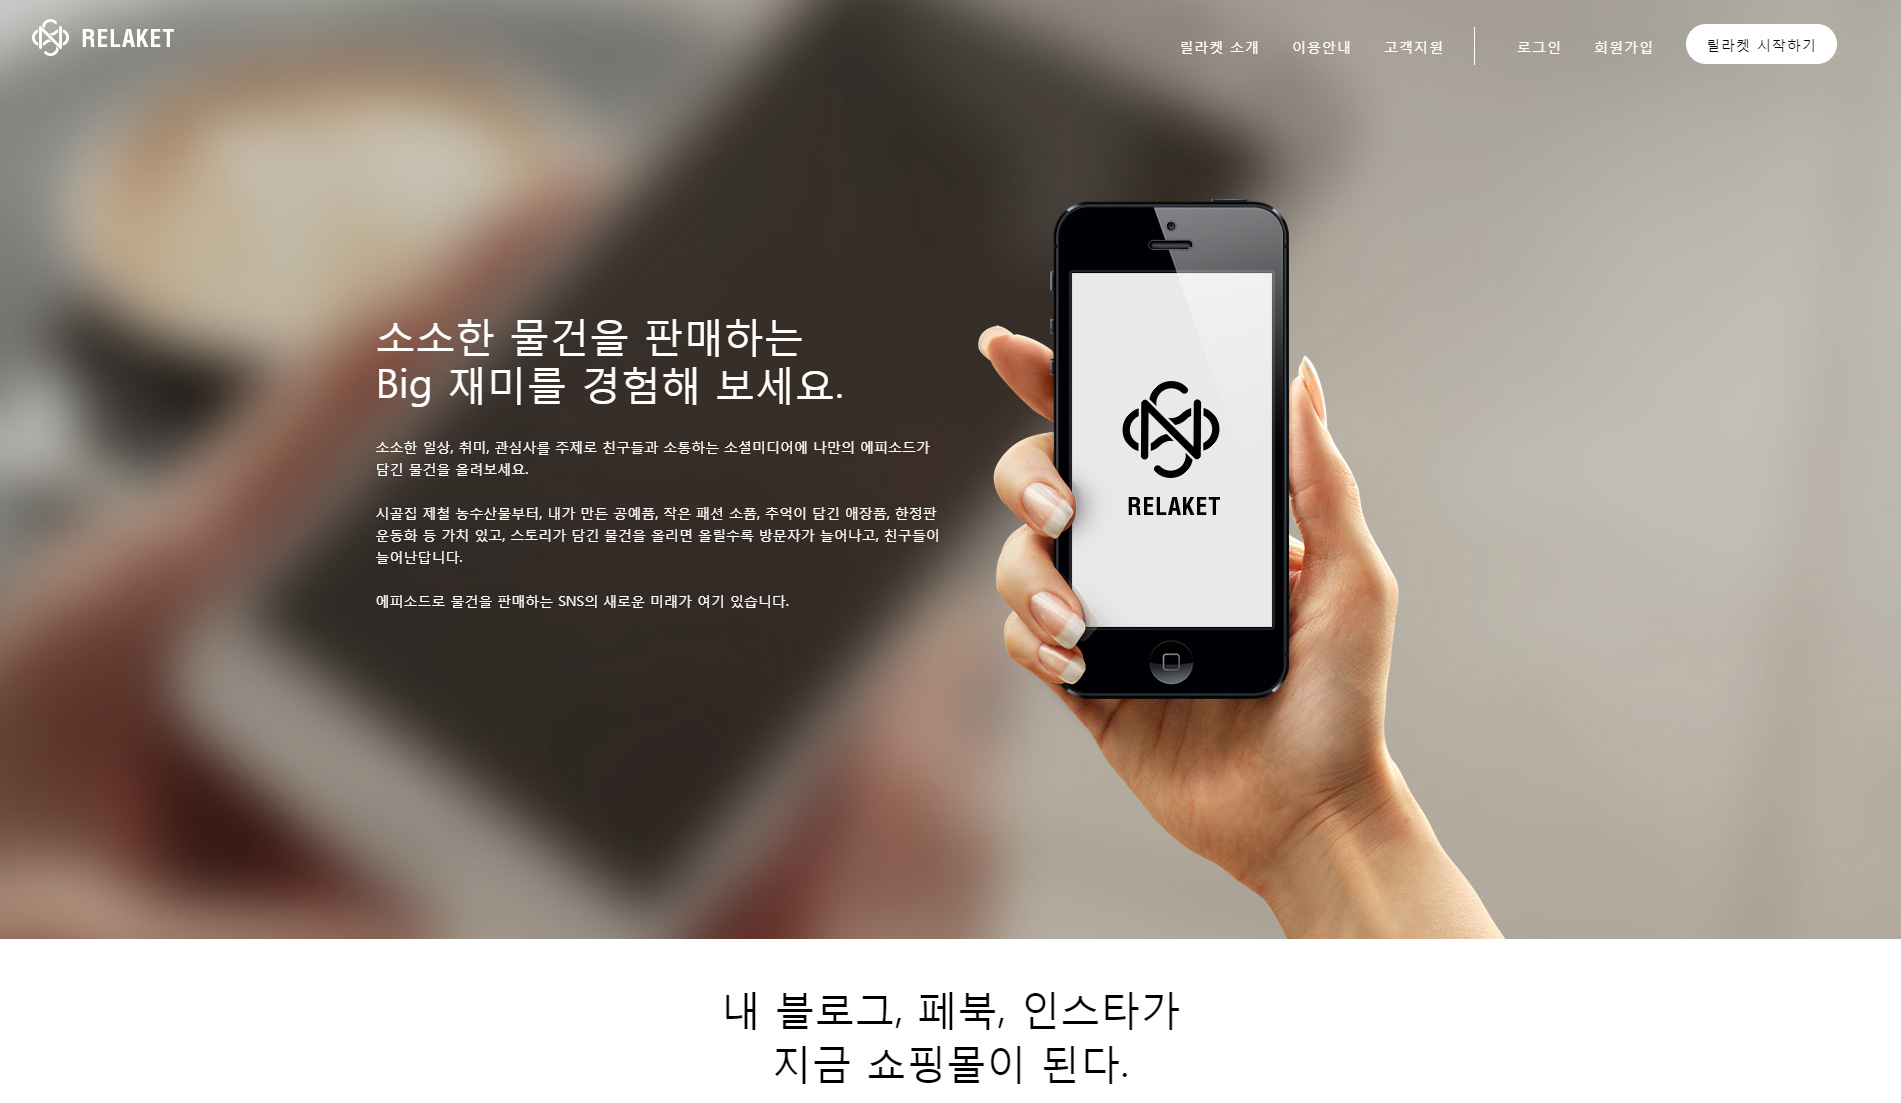 RELAKET
릴라켓 소개
이용안내
고객지원
로그인
회원가입
릴라켓 시작하기
소소한 물건을 판매하는
Big 재미를 경험해 보세요.
소소한 일상, 취미, 관심사를 주제로 친구들과 소통하는 소셜미디어에 나만의 에피소드가
담긴 물건을 올려보세요.
시골집 제철 농수산물부터, 내가 만든 공예품, 작은 패션 소품, 추억이 담긴 애장품, 한정판
운동화 등 가치 있고, 스토리가 담긴 물건을 올리면 올릴수록 방문자가 늘어나고, 친구들이
늘어난답니다.
에피소드로 물건을 판매하는 SNS의 새로운 미래가 여기 있습니다.
RELAKET
내 블로그, 페북, 인스타가
지금 쇼핑몰이 된다.